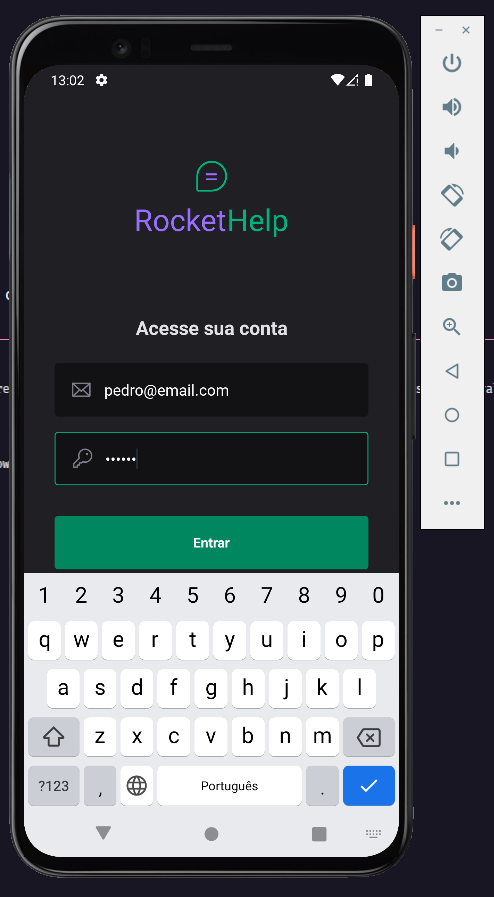 13:02
RocketHelp
Acesse sua conta
pedro@email.com
••••••
Entrar
1 2 3 4 5 6 7 8 9 0
q w e r t y u i o p
a s d f g h j k l
z x c v b n m
?123 , Português .